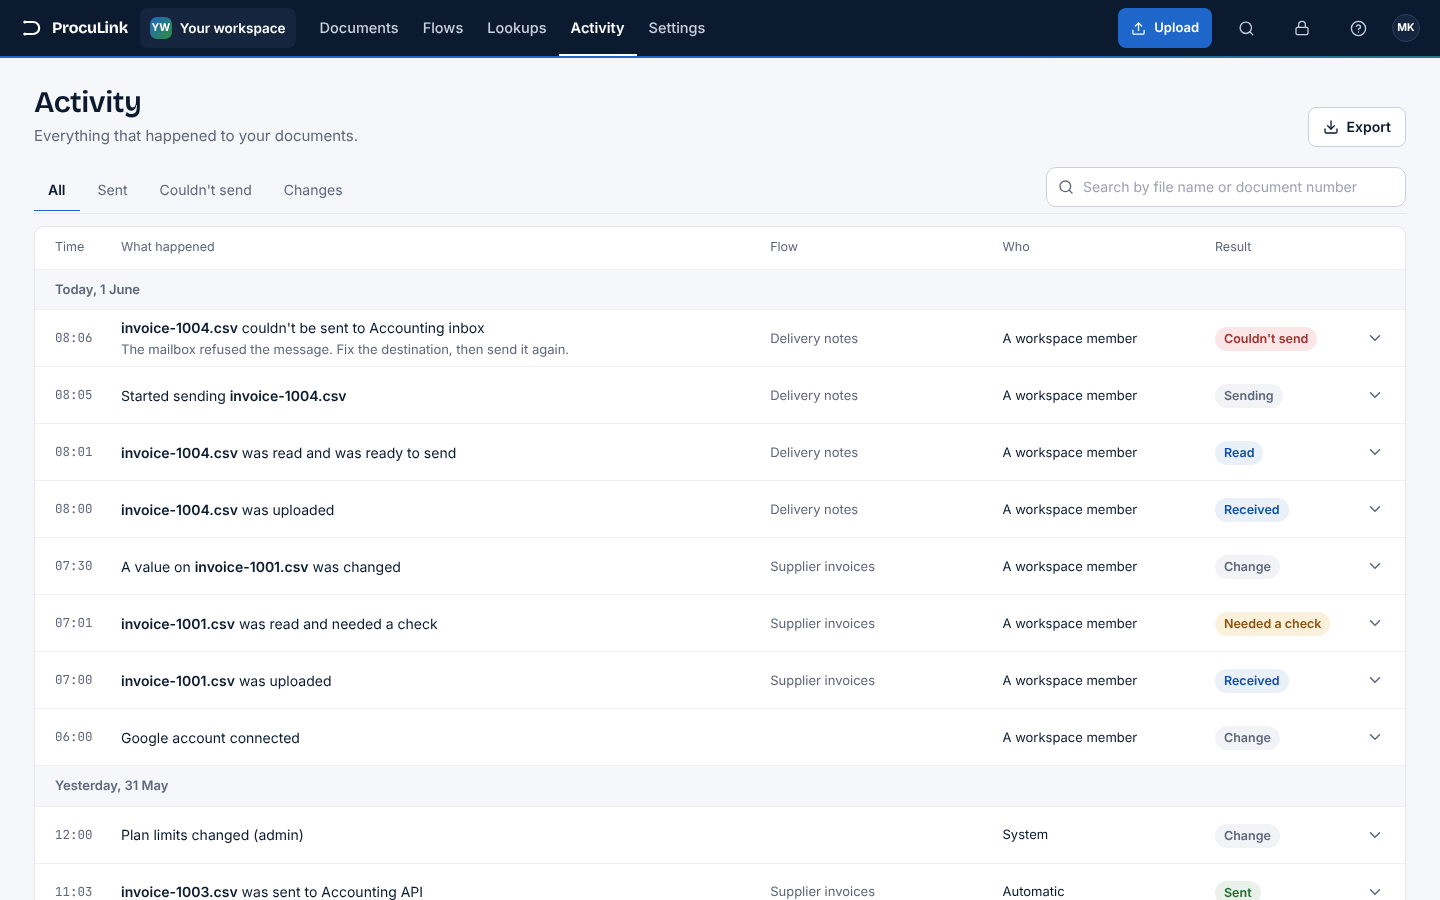 ProcuLink YW Your workspace Documents Flows Lookups Activity Settings Upload MK
Activity
Everything that happened to your documents.
Export
All Sent Couldn't send Changes Search by file name or document number
Time What happened Flow Who Result
Today, 1 June
08:06 invoice-1004.csv couldn't be sent to Accounting inbox Delivery notes A workspace member Couldn't send
The mailbox refused the message. Fix the destination, then send it again.
08:05 Started sending invoice-1004.csv Delivery notes A workspace member Sending
08:01 invoice-1004.csv was read and was ready to send Delivery notes A workspace member Read
08:00 invoice-1004.csv was uploaded Delivery notes A workspace member Received
07:30 A value on invoice-1001.csv was changed Supplier invoices A workspace member Change
07:01 invoice-1001.csv was read and needed a check Supplier invoices A workspace member Needed a check
07:00 invoice-1001.csv was uploaded Supplier invoices A workspace member Received
06:00 Google account connected A workspace member Change
Yesterday, 31 May
12:00 Plan limits changed (admin) System Change
11:03 invoice-1003.csv was sent to Accounting API Supplier invoices Automatic Sent